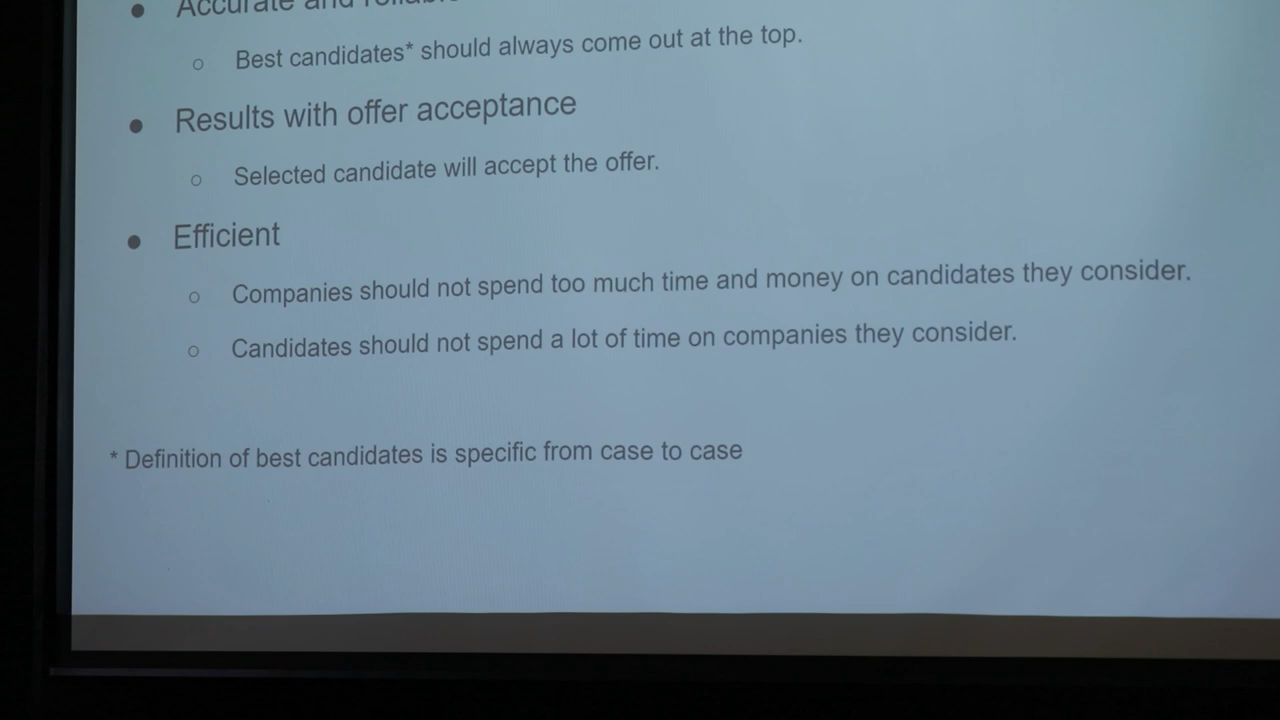 Accurate and reliable
Best candidates* should always come out at the top.
Results with offer acceptance
Selected candidate will accept the offer.
Efficient
Companies should not spend too much time and money on candidates they consider.
Candidates should not spend a lot of time on companies they consider.
* Definition of best candidates is specific from case to case